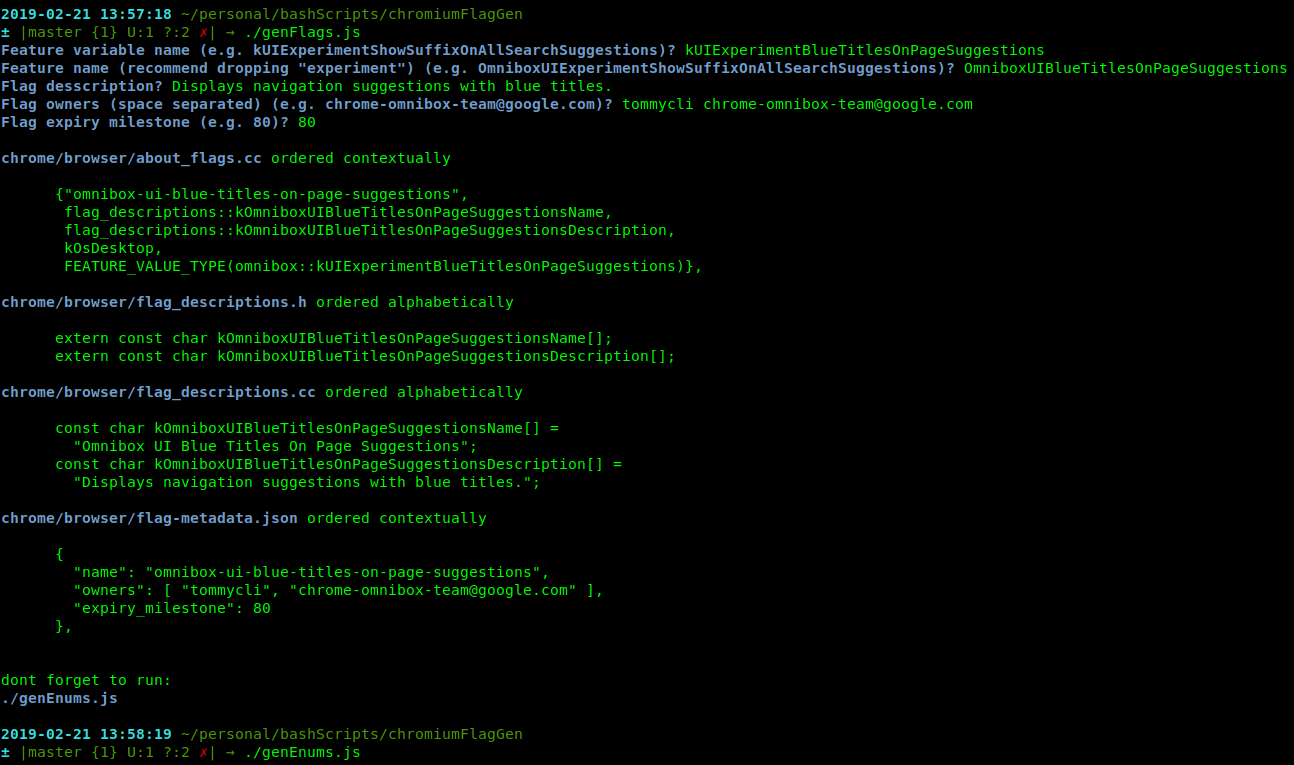 2019-02-21 13:57:18 ~/personal/bashScripts/chromiumFlagGen
± |master {1} U:1 ?:2 ✗| → ./genFlags.js
Feature variable name (e.g. kUIExperimentShowSuffixOnAllSearchSuggestions)? kUIExperimentBlueTitlesOnPageSuggestions
Feature name (recommend dropping "experiment") (e.g. OmniboxUIExperimentShowSuffixOnAllSearchSuggestions)? OmniboxUIBlueTitlesOnPageSuggestions
Flag desscription? Displays navigation suggestions with blue titles.
Flag owners (space separated) (e.g. chrome-omnibox-team@google.com)? tommycli chrome-omnibox-team@google.com
Flag expiry milestone (e.g. 80)? 80
chrome/browser/about_flags.cc ordered contextually
{"omnibox-ui-blue-titles-on-page-suggestions",
flag_descriptions::kOmniboxUIBlueTitlesOnPageSuggestionsName,
flag_descriptions::kOmniboxUIBlueTitlesOnPageSuggestionsDescription,
kOsDesktop,
FEATURE_VALUE_TYPE(omnibox::kUIExperimentBlueTitlesOnPageSuggestions)},
chrome/browser/flag_descriptions.h ordered alphabetically
extern const char kOmniboxUIBlueTitlesOnPageSuggestionsName[];
extern const char kOmniboxUIBlueTitlesOnPageSuggestionsDescription[];
chrome/browser/flag_descriptions.cc ordered alphabetically
const char kOmniboxUIBlueTitlesOnPageSuggestionsName[] =
"Omnibox UI Blue Titles On Page Suggestions";
const char kOmniboxUIBlueTitlesOnPageSuggestionsDescription[] =
"Displays navigation suggestions with blue titles.";
chrome/browser/flag-metadata.json ordered contextually
{
"name": "omnibox-ui-blue-titles-on-page-suggestions",
"owners": [ "tommycli", "chrome-omnibox-team@google.com" ],
"expiry_milestone": 80
},
dont forget to run:
./genEnums.js
2019-02-21 13:58:19 ~/personal/bashScripts/chromiumFlagGen
± |master {1} U:1 ?:2 ✗| → ./genEnums.js